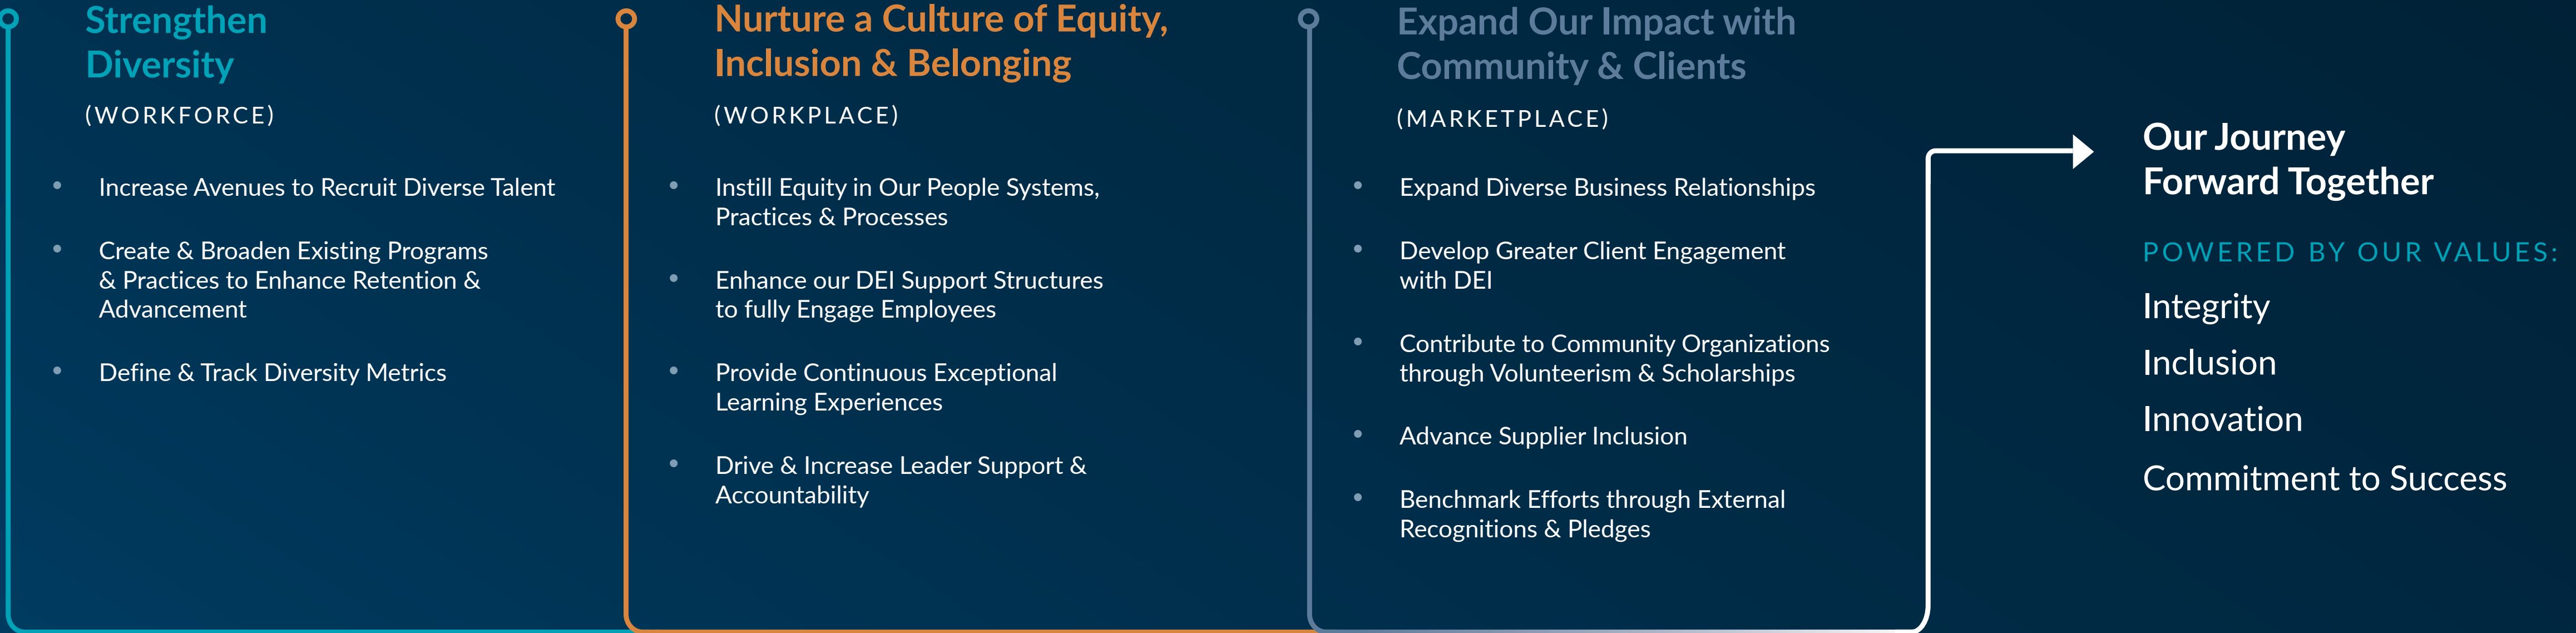 Strengthen
Diversity
(WORKFORCE)
• Increase Avenues to Recruit Diverse Talent
• Create & Broaden Existing Programs
& Practices to Enhance Retention &
Advancement
• Define & Track Diversity Metrics
Nurture a Culture of Equity,
Inclusion & Belonging
(WORKPLACE)
• Instill Equity in Our People Systems,
Practices & Processes
• Enhance our DEI Support Structures
to fully Engage Employees
• Provide Continuous Exceptional
Learning Experiences
• Drive & Increase Leader Support &
Accountability
Expand Our Impact with
Community & Clients
(MARKETPLACE)
• Expand Diverse Business Relationships
• Develop Greater Client Engagement
with DEI
• Contribute to Community Organizations
through Volunteerism & Scholarships
• Advance Supplier Inclusion
• Benchmark Efforts through External
Recognitions & Pledges
Our Journey
Forward Together
POWERED BY OUR VALUES:
Integrity
Inclusion
Innovation
Commitment to Success